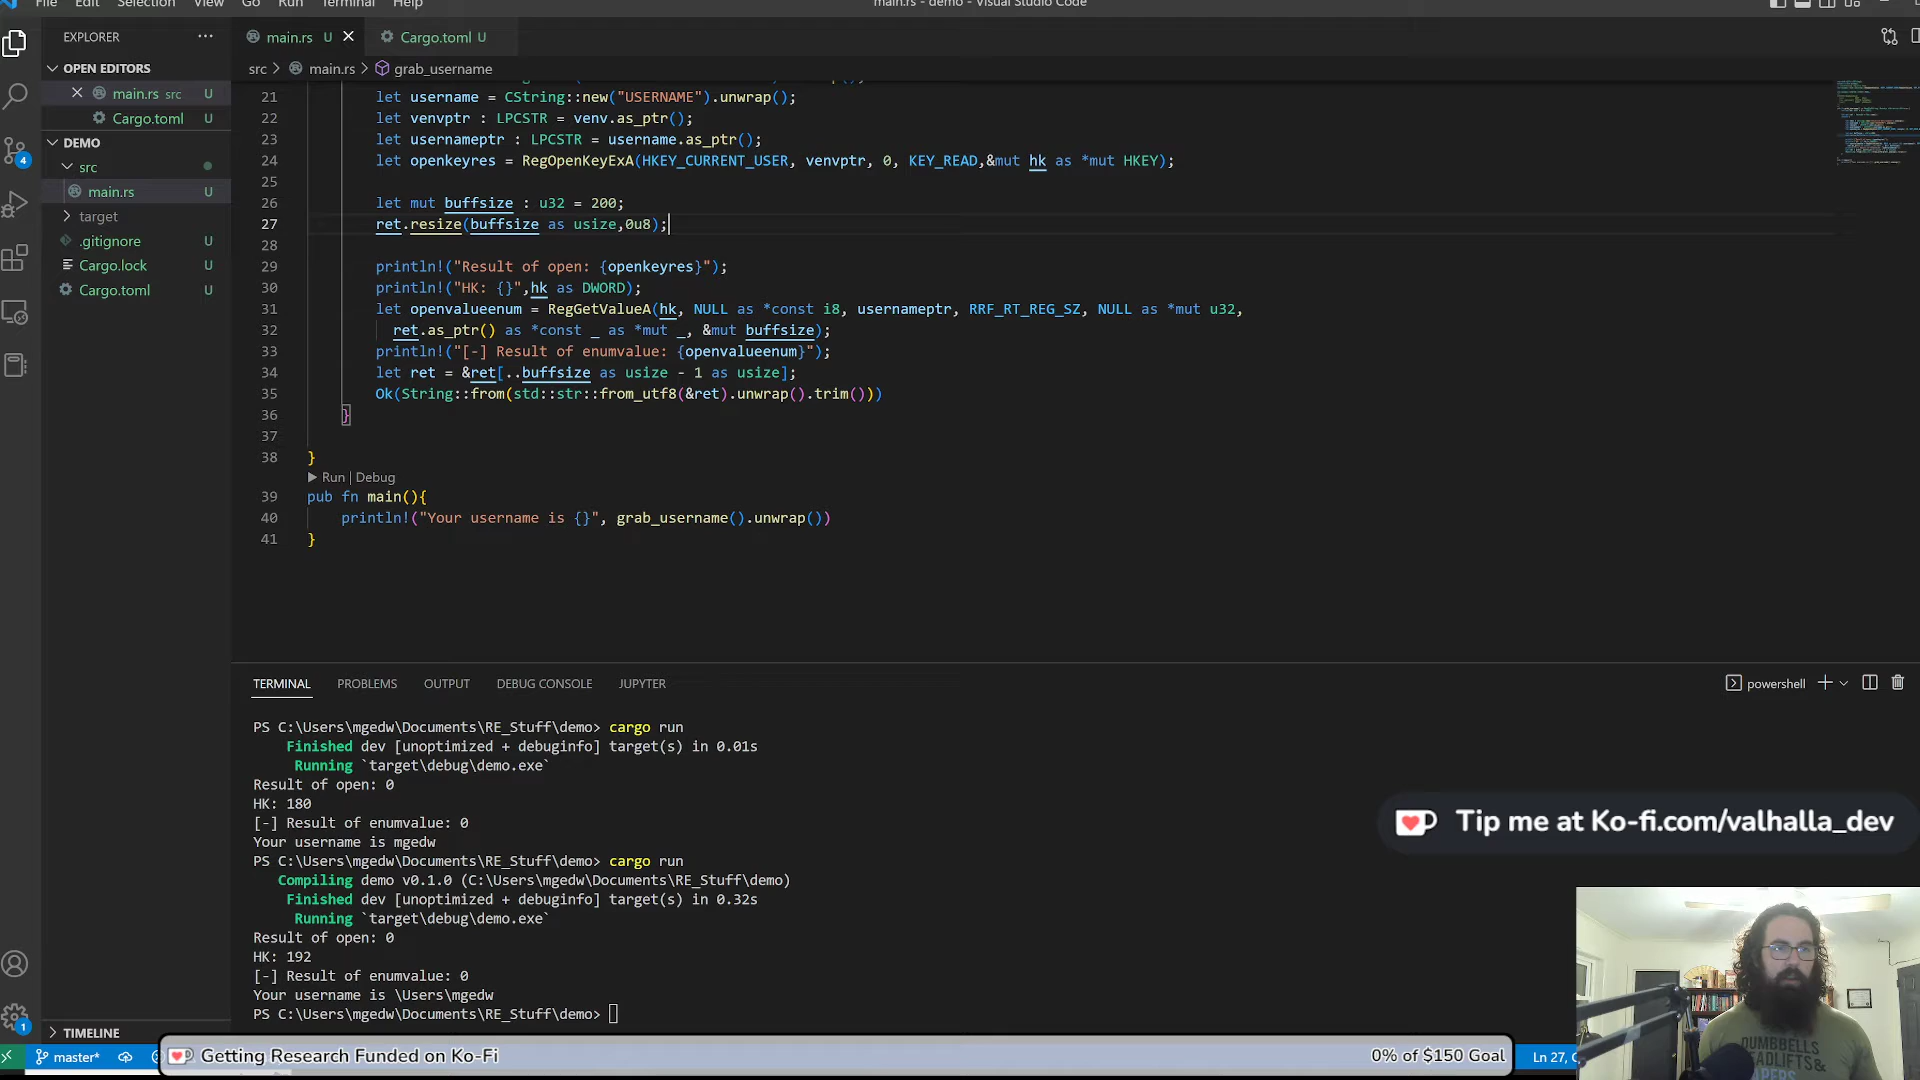 File Edit Selection View Go Run Terminal Help
main.rs - demo - Visual Studio Code
EXPLORER
main.rs U
Cargo.toml U
OPEN EDITORS
src > main.rs > grab_username
main.rs src U
Cargo.toml U
DEMO
src
main.rs U
target
.gitignore U
Cargo.lock U
Cargo.toml U
4
21 let username = CString::new("USERNAME").unwrap();
22 let venvptr : LPCSTR = venv.as_ptr();
23 let usernameptr : LPCSTR = username.as_ptr();
24 let openkeyres = RegOpenKeyExA(HKEY_CURRENT_USER, venvptr, 0, KEY_READ,&mut hk as *mut HKEY);
25
26 let mut buffsize : u32 = 200;
27 ret.resize(buffsize as usize,0u8);
28
29 println!("Result of open: {openkeyres}");
30 println!("HK: {}",hk as DWORD);
31 let openvalueenum = RegGetValueA(hk, NULL as *const i8, usernameptr, RRF_RT_REG_SZ, NULL as *mut u32,
32 ret.as_ptr() as *const _ as *mut _, &mut buffsize);
33 println!("[-] Result of enumvalue: {openvalueenum}");
34 let ret = &ret[..buffsize as usize - 1 as usize];
35 Ok(String::from(std::str::from_utf8(&ret).unwrap().trim()))
36 }
37
38 }
Run | Debug
39 pub fn main(){
40 println!("Your username is {}", grab_username().unwrap())
41 }
TERMINAL PROBLEMS OUTPUT DEBUG CONSOLE JUPYTER
powershell
PS C:\Users\mgedw\Documents\RE_Stuff\demo> cargo run
Finished dev [unoptimized + debuginfo] target(s) in 0.01s
Running `target\debug\demo.exe`
Result of open: 0
HK: 180
[-] Result of enumvalue: 0
Your username is mgedw
PS C:\Users\mgedw\Documents\RE_Stuff\demo> cargo run
Compiling demo v0.1.0 (C:\Users\mgedw\Documents\RE_Stuff\demo)
Finished dev [unoptimized + debuginfo] target(s) in 0.32s
Running `target\debug\demo.exe`
Result of open: 0
HK: 192
[-] Result of enumvalue: 0
Your username is \Users\mgedw
PS C:\Users\mgedw\Documents\RE_Stuff\demo>
Tip me at Ko-fi.com/valhalla_dev
DUMBBELLS
1
TIMELINE
master*
Getting Research Funded on Ko-Fi
0% of $150 Goal
Ln 27,